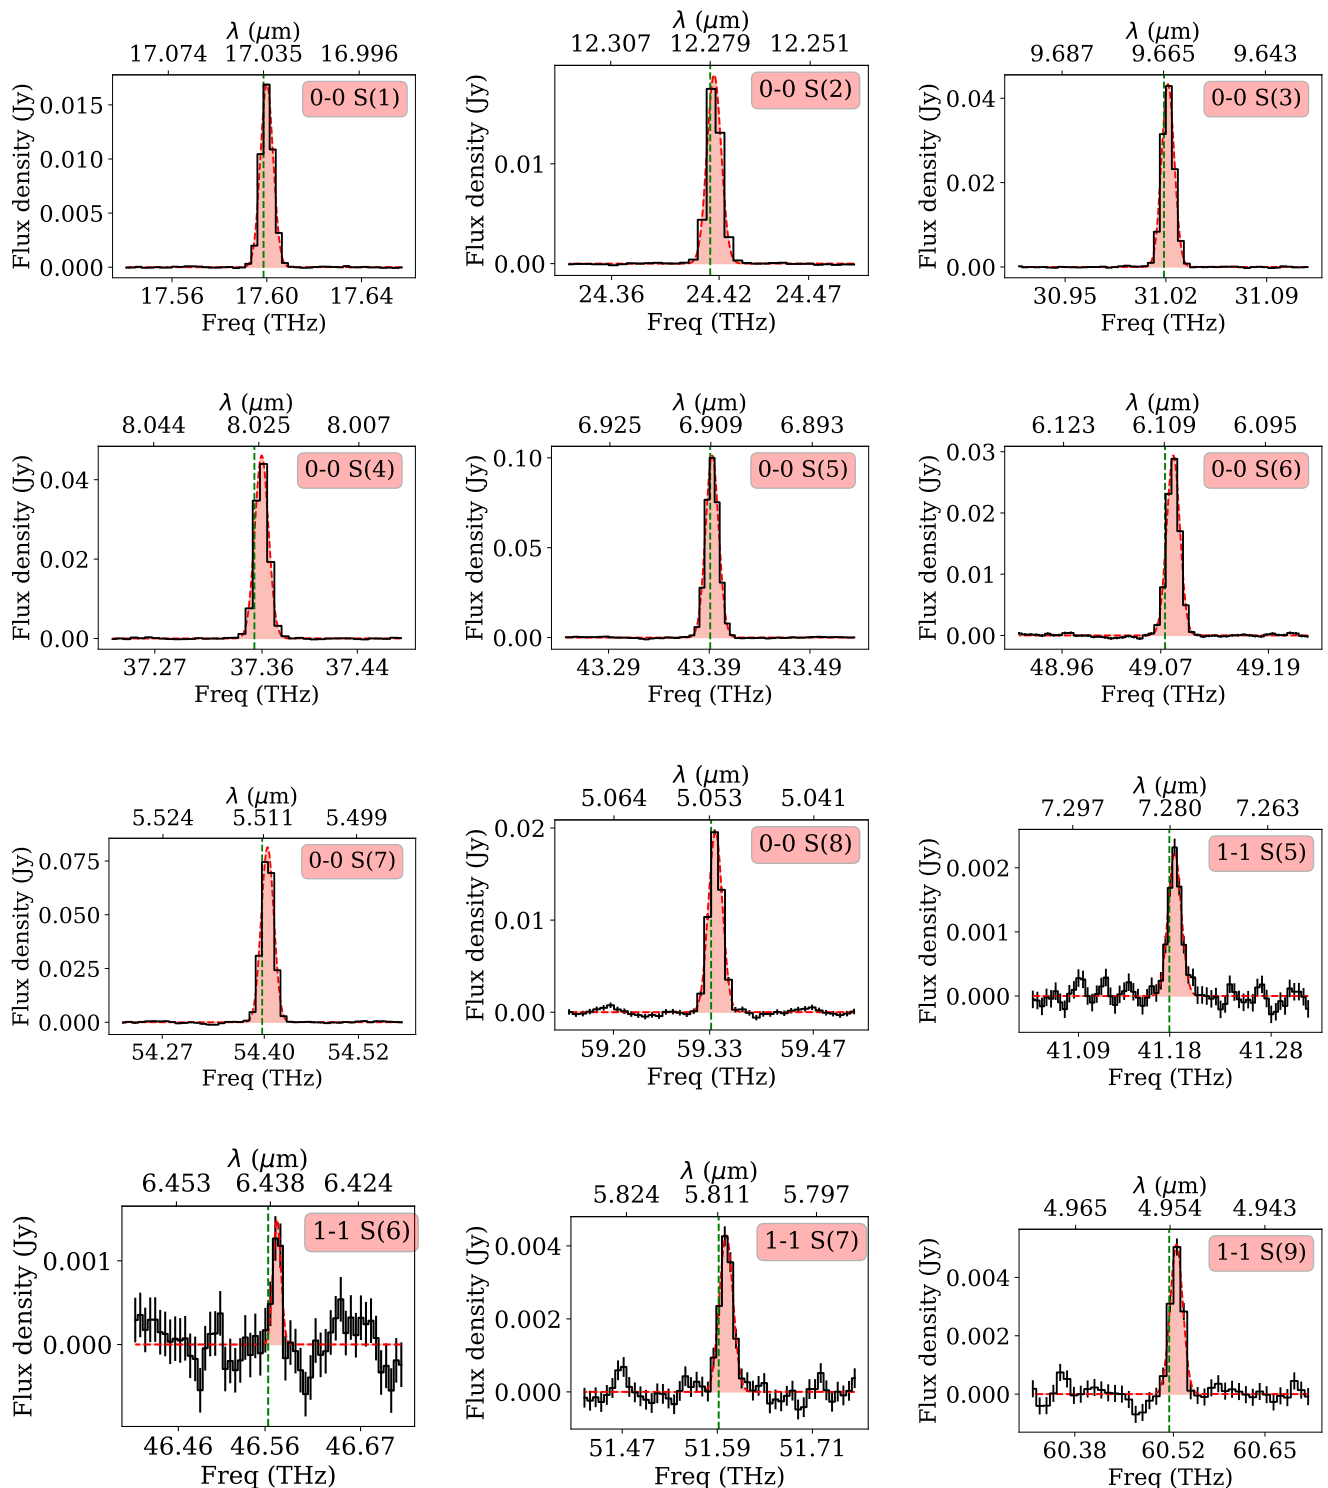 λ (μm)
17.074 17.035 16.996
0-0 S(1)
Flux density (Jy)
0.015
0.010
0.005
0.000
17.56 17.60 17.64
Freq (THz)
λ (μm)
12.307 12.279 12.251
0-0 S(2)
Flux density (Jy)
0.01
0.00
24.36 24.42 24.47
Freq (THz)
λ (μm)
9.687 9.665 9.643
0-0 S(3)
Flux density (Jy)
0.04
0.02
0.00
30.95 31.02 31.09
Freq (THz)
λ (μm)
8.044 8.025 8.007
0-0 S(4)
Flux density (Jy)
0.04
0.02
0.00
37.27 37.36 37.44
Freq (THz)
λ (μm)
6.925 6.909 6.893
0-0 S(5)
Flux density (Jy)
0.10
0.05
0.00
43.29 43.39 43.49
Freq (THz)
λ (μm)
6.123 6.109 6.095
0-0 S(6)
Flux density (Jy)
0.03
0.02
0.01
0.00
48.96 49.07 49.19
Freq (THz)
λ (μm)
5.524 5.511 5.499
0-0 S(7)
Flux density (Jy)
0.075
0.050
0.025
0.000
54.27 54.40 54.52
Freq (THz)
λ (μm)
5.064 5.053 5.041
0-0 S(8)
Flux density (Jy)
0.02
0.01
0.00
59.20 59.33 59.47
Freq (THz)
λ (μm)
7.297 7.280 7.263
1-1 S(5)
Flux density (Jy)
0.002
0.001
0.000
41.09 41.18 41.28
Freq (THz)
λ (μm)
6.453 6.438 6.424
1-1 S(6)
Flux density (Jy)
0.001
0.000
46.46 46.56 46.67
Freq (THz)
λ (μm)
5.824 5.811 5.797
1-1 S(7)
Flux density (Jy)
0.004
0.002
0.000
51.47 51.59 51.71
Freq (THz)
λ (μm)
4.965 4.954 4.943
1-1 S(9)
Flux density (Jy)
0.004
0.002
0.000
60.38 60.52 60.65
Freq (THz)